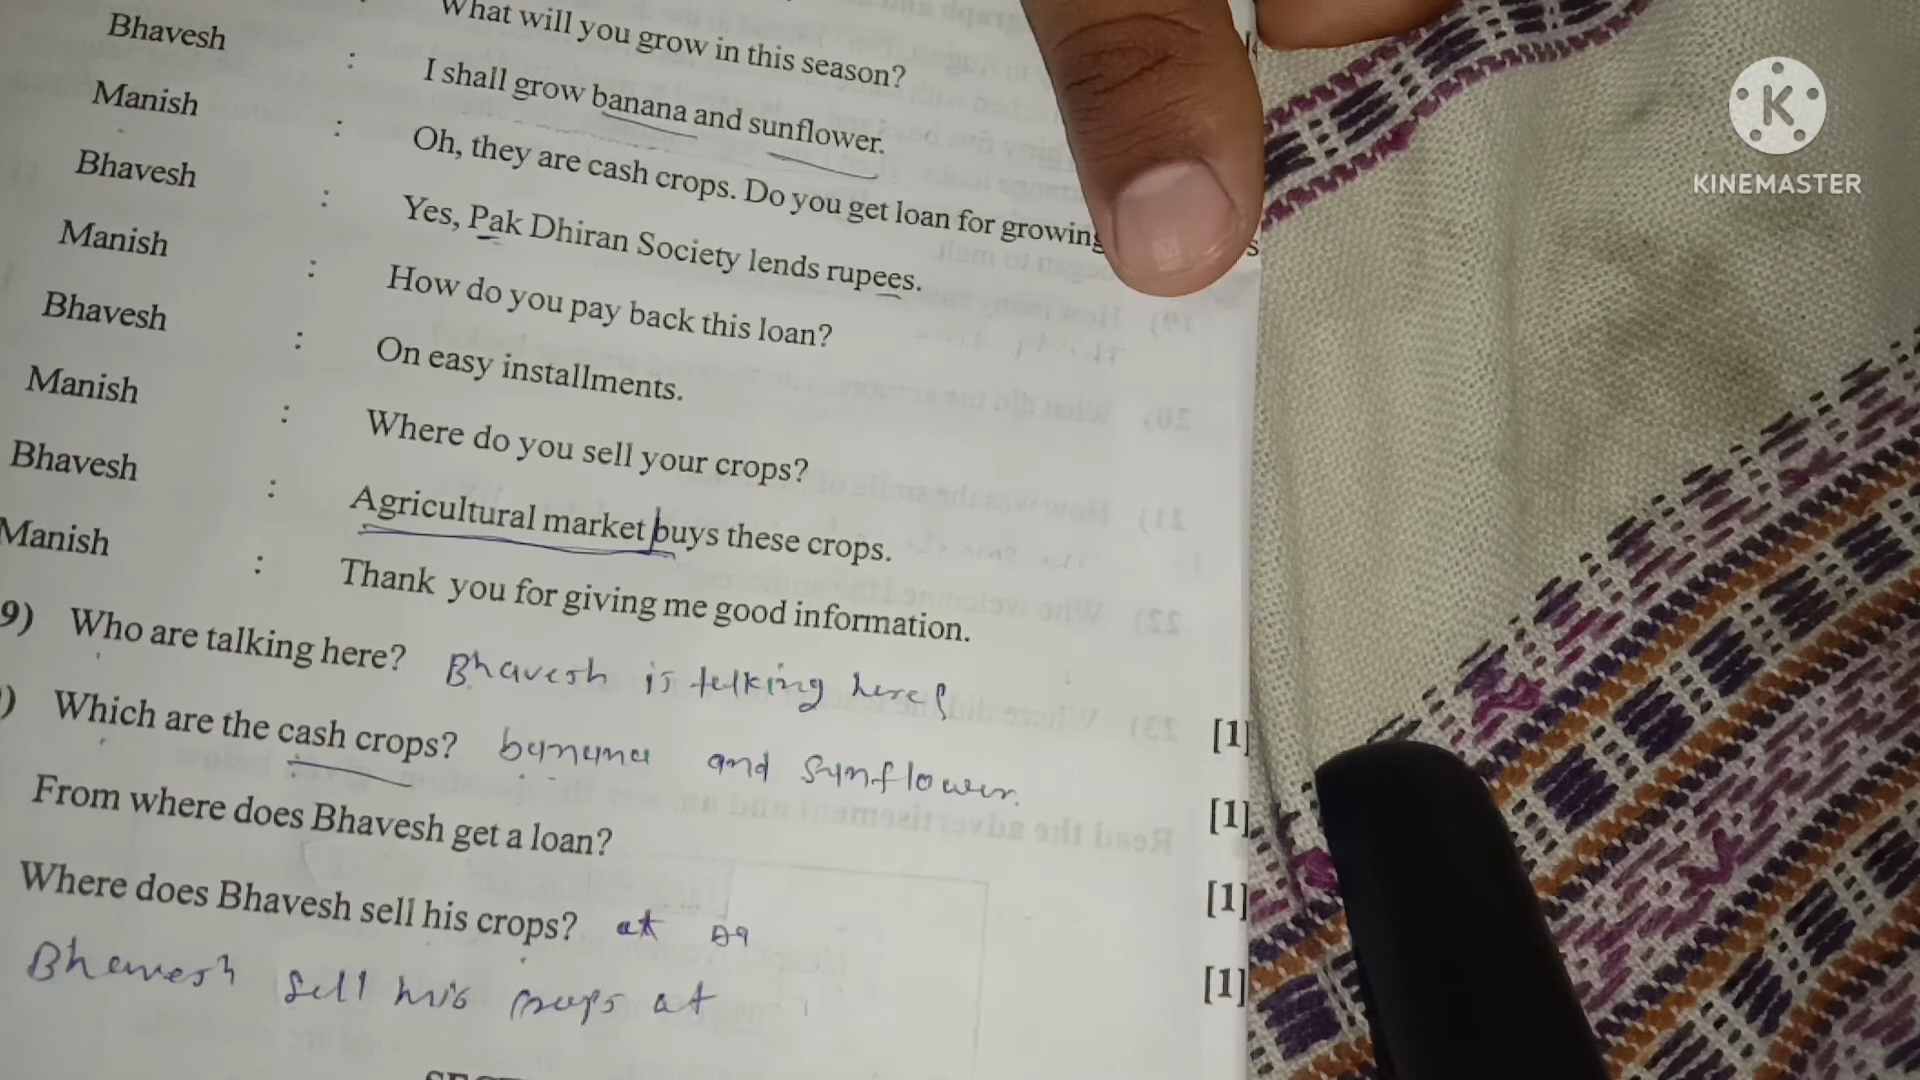 What will you grow in this season?
Bhavesh : I shall grow banana and sunflower.
Manish : Oh, they are cash crops. Do you get loan for growing s
Bhavesh : Yes, Pak Dhiran Society lends rupees.
Manish : How do you pay back this loan?
Bhavesh : On easy installments.
Manish : Where do you sell your crops?
Bhavesh : Agricultural market buys these crops.
Manish : Thank you for giving me good information.
9) Who are talking here? Bhavesh is telking here [1]
) Which are the cash crops? banana and sunflower. [1]
From where does Bhavesh get a loan? [1]
Where does Bhavesh sell his crops? at Ag [1]
Bhavesh sell his crops at
KINEMASTER